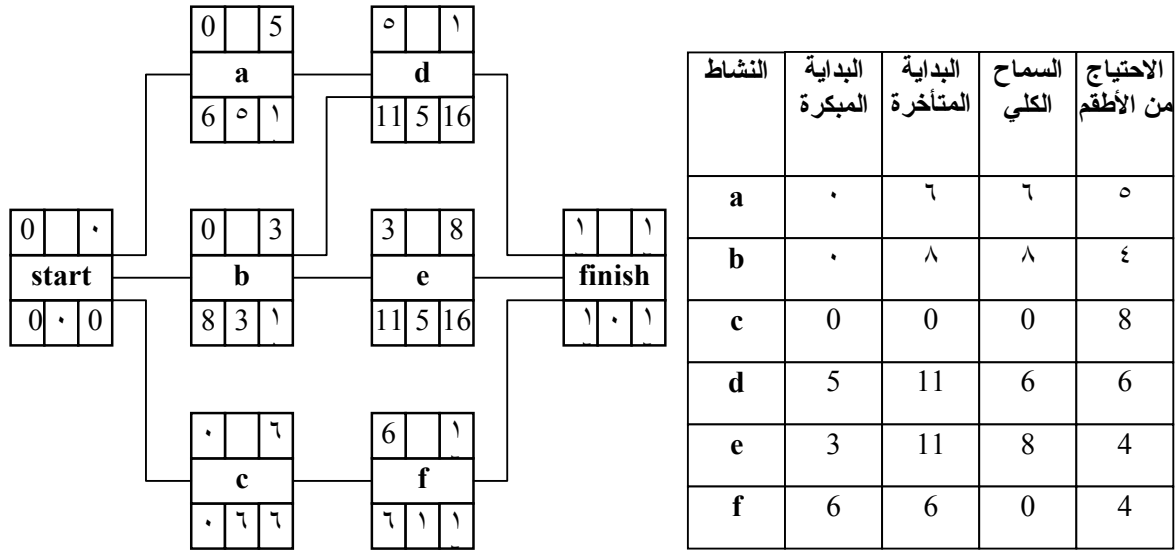 0 5
a
6 ٥ ١
٥ ١
d
11 5 16
0 ٠
start
0 ٠ 0
0 3
b
8 3 ١
3 8
e
11 5 16
١ ١
finish
١ ٠ ١
٠ ٦
c
٠ ٦ ٦
6 ١
f
٦ ١ ١
النشاط البداية المبكرة البداية المتأخرة السماح الكلي الاحتياج من الأطقم
a ٠ ٦ ٦ ٥
b ٠ ٨ ٨ ٤
c 0 0 0 8
d 5 11 6 6
e 3 11 8 4
f 6 6 0 4